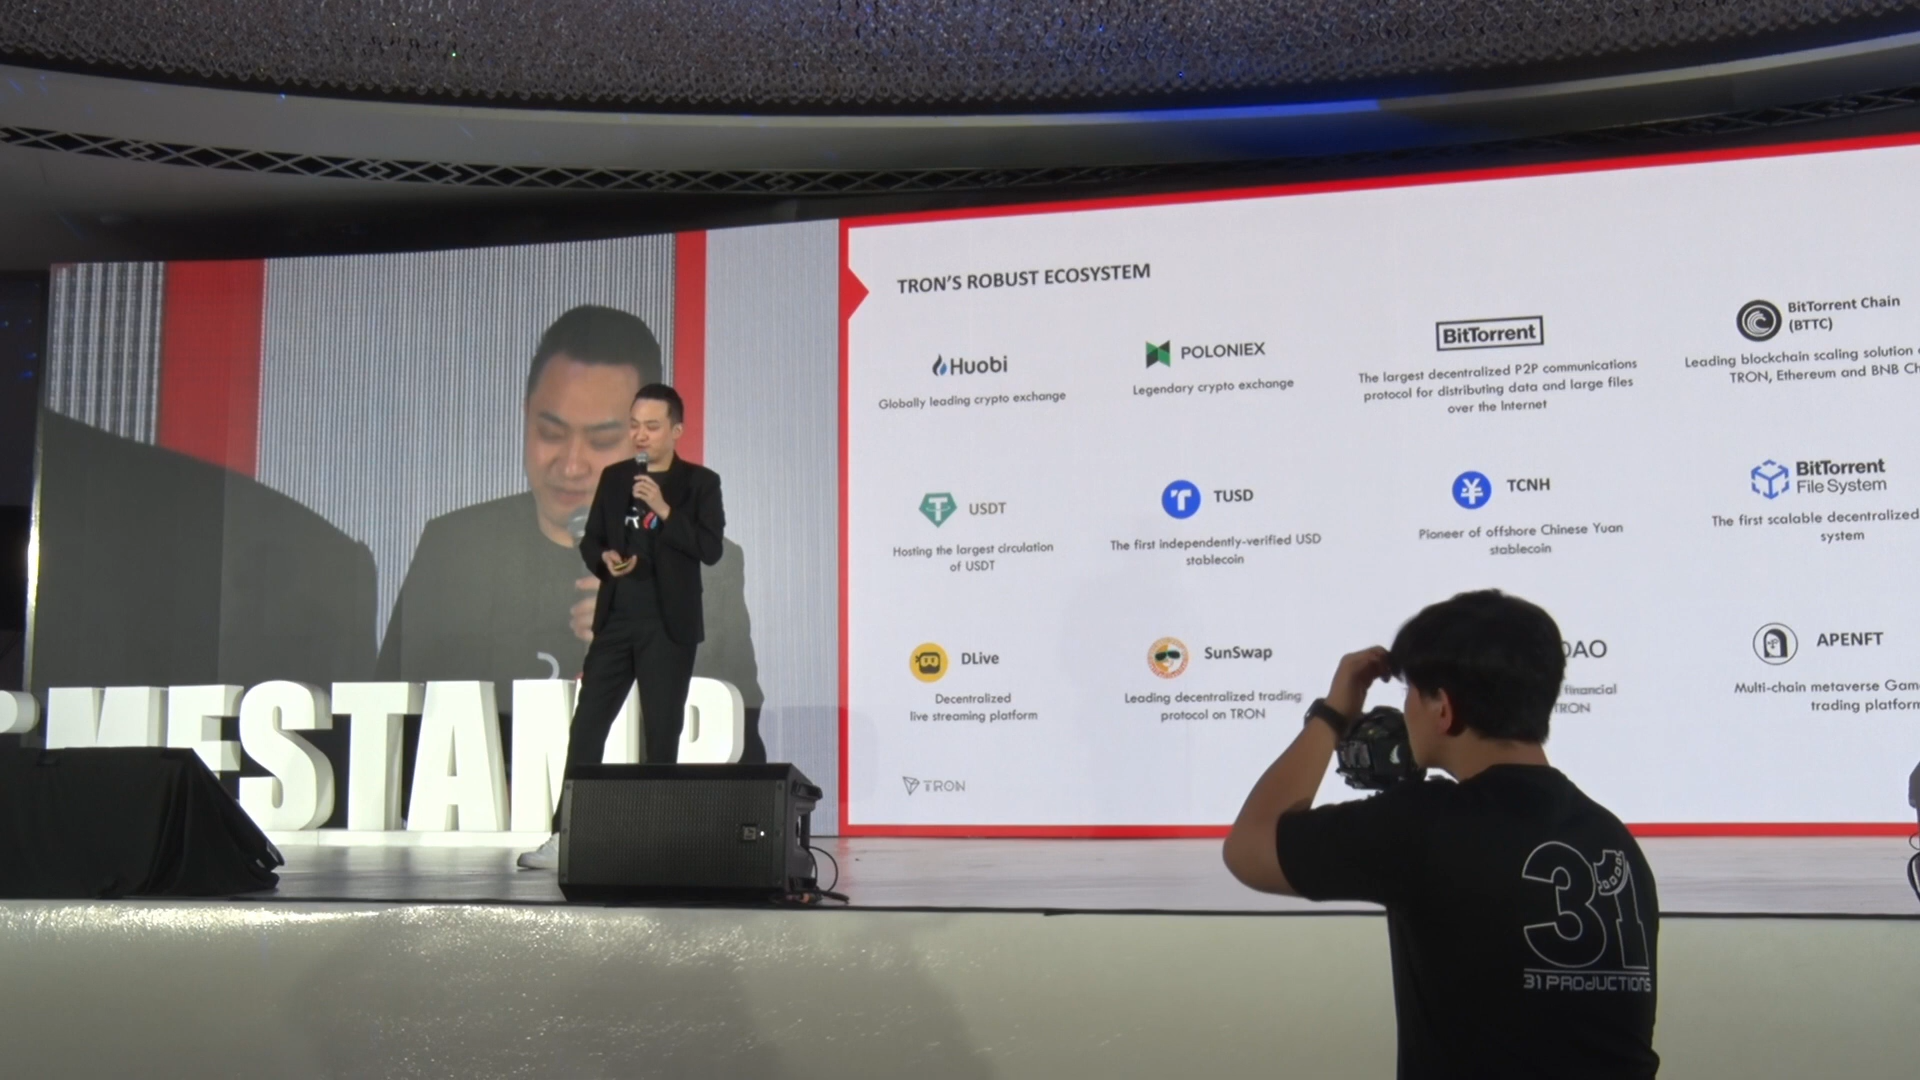 TRON'S ROBUST ECOSYSTEM
Huobi
Globally leading crypto exchange
POLONIEX
Legendary crypto exchange
BitTorrent
The largest decentralized P2P communications
protocol for distributing data and large files
over the Internet
BitTorrent Chain
(BTTC)
Leading blockchain scaling solution
TRON, Ethereum and BNB
USDT
Hosting the largest circulation
of USDT
TUSD
The first independently-verified USD
stablecoin
TCNH
Pioneer of offshore Chinese Yuan
stablecoin
BitTorrent
File System
The first scalable decentralized
system
DLive
Decentralized
live streaming platform
SunSwap
Leading decentralized trading
protocol on TRON
DAO
financial
TRON
APENFT
Multi-chain metaverse
trading platform
TRON
MESTAMP
31
31 PRODUCTIONS